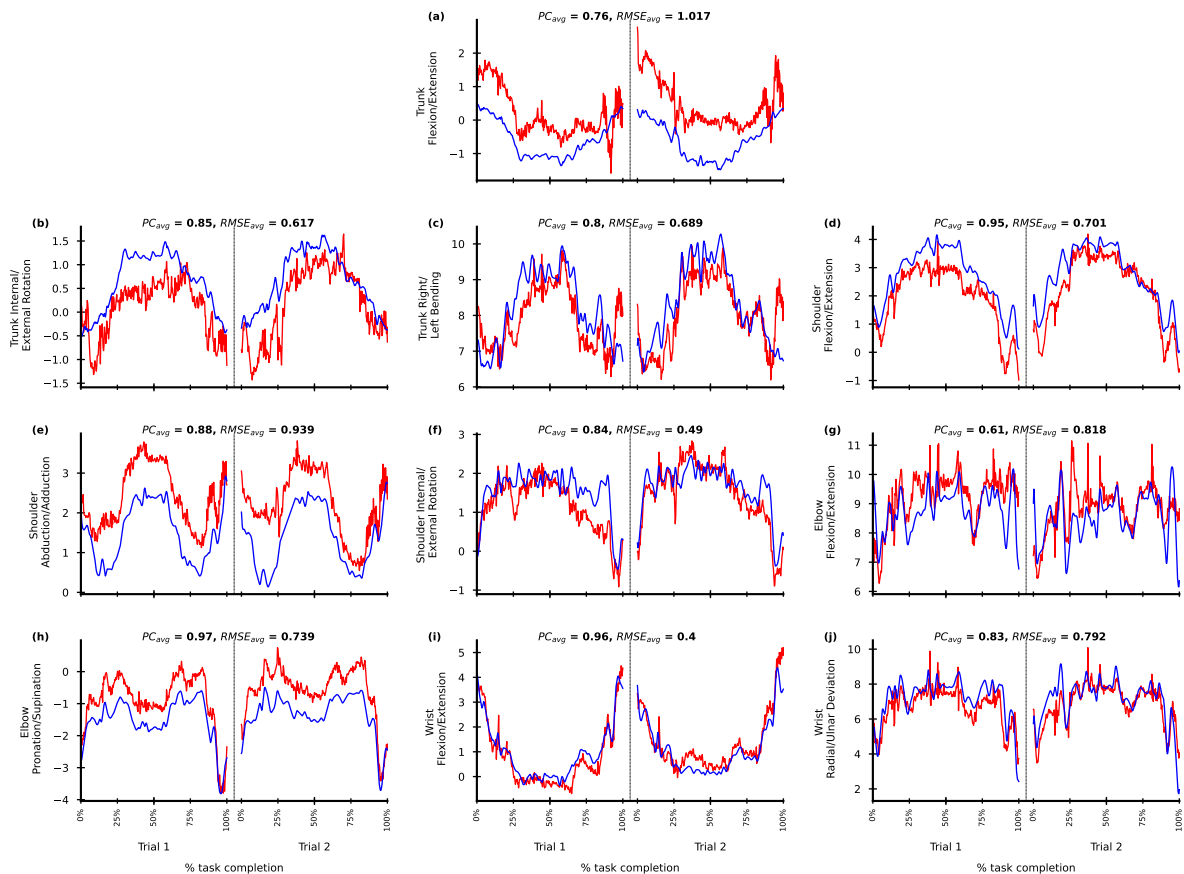 (a) PCavg = 0.76, RMSEavg = 1.017
Trunk
Flexion/Extension
2
1
0
−1
(b) PCavg = 0.85, RMSEavg = 0.617
Trunk Internal/
External Rotation
1.5
1.0
0.5
0.0
−0.5
−1.0
−1.5
(c) PCavg = 0.8, RMSEavg = 0.689
Trunk Right/
Left Bending
10
9
8
7
6
(d) PCavg = 0.95, RMSEavg = 0.701
Shoulder
Flexion/Extension
4
3
2
1
0
−1
(e) PCavg = 0.88, RMSEavg = 0.939
Shoulder
Abduction/Adduction
3
2
1
0
(f) PCavg = 0.84, RMSEavg = 0.49
Shoulder Internal/
External Rotation
3
2
1
0
−1
(g) PCavg = 0.61, RMSEavg = 0.818
Elbow
Flexion/Extension
11
10
9
8
7
6
(h) PCavg = 0.97, RMSEavg = 0.739
Elbow
Pronation/Supination
0
−1
−2
−3
−4
0% 25% 50% 75% 100% 0% 25% 50% 75% 100%
Trial 1 Trial 2
% task completion
(i) PCavg = 0.96, RMSEavg = 0.4
Wrist
Flexion/Extension
5
4
3
2
1
0
0% 25% 50% 75% 100% 0% 25% 50% 75% 100%
Trial 1 Trial 2
% task completion
(j) PCavg = 0.83, RMSEavg = 0.792
Wrist
Radial/Ulnar Deviation
10
8
6
4
2
0% 25% 50% 75% 100% 0% 25% 50% 75% 100%
Trial 1 Trial 2
% task completion